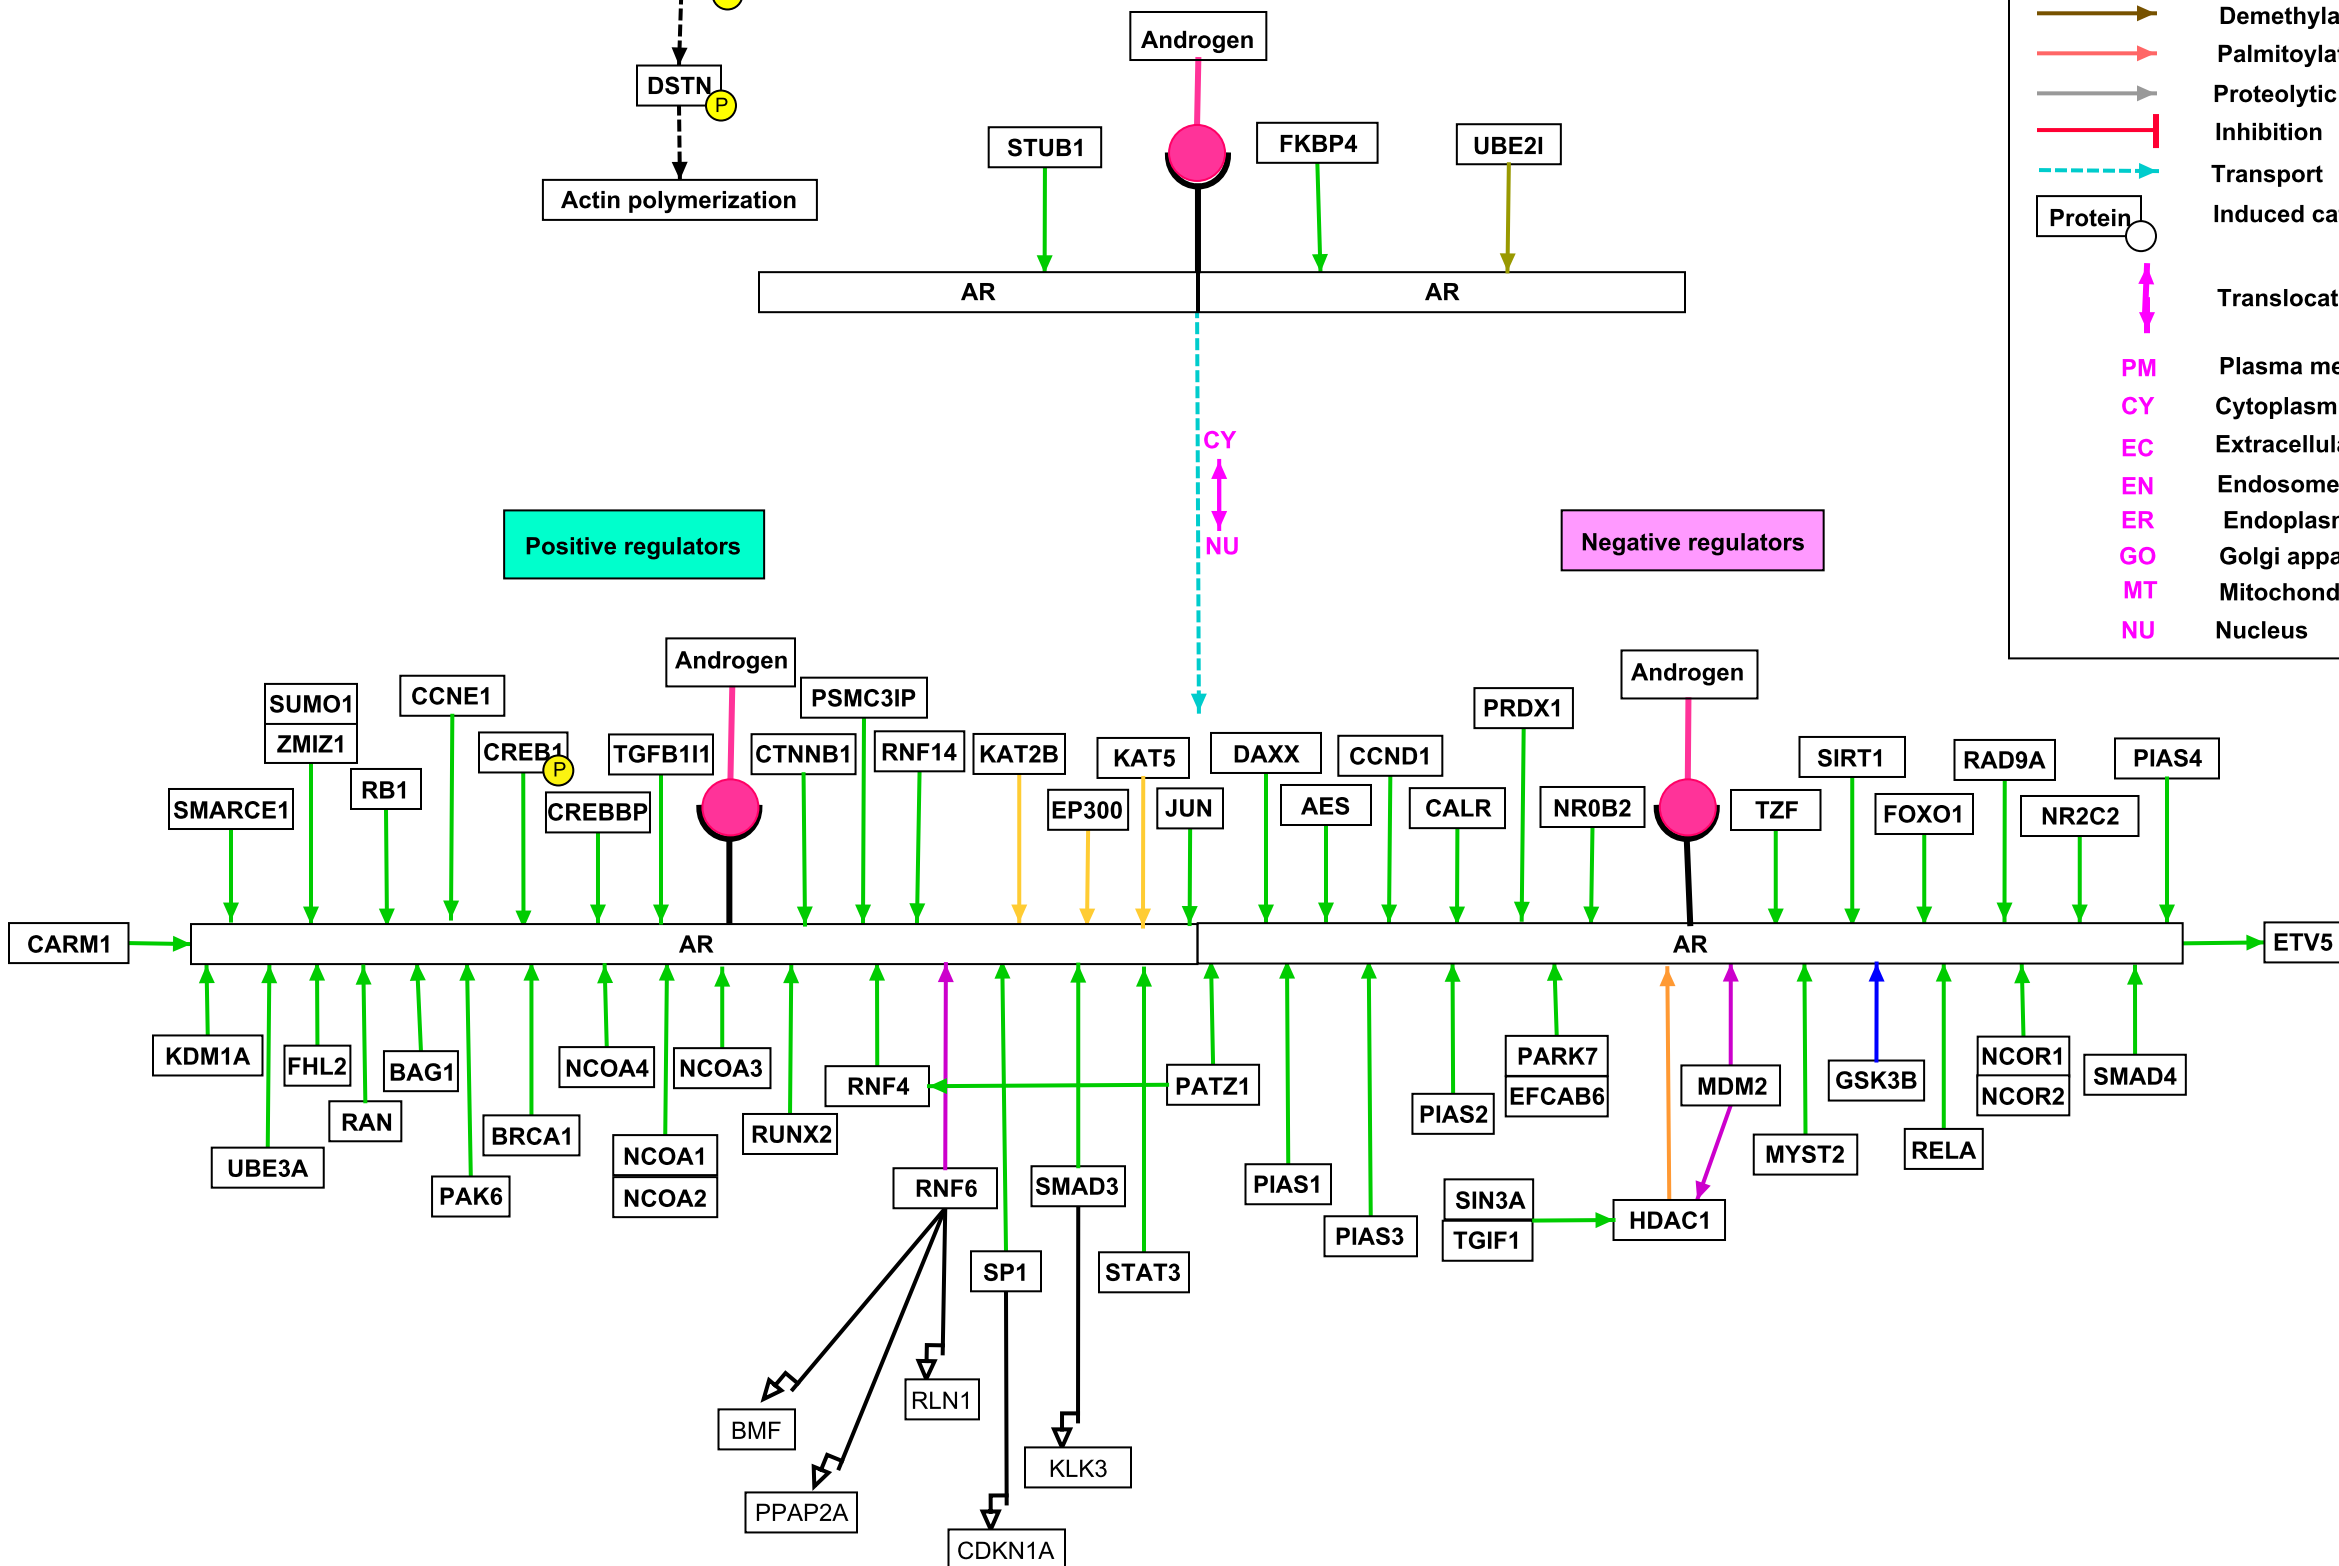 DSTN
P
Actin polymerization
Androgen
STUB1
FKBP4
UBE2I
AR
AR
CY
NU
Positive regulators
Negative regulators
Androgen
Androgen
SUMO1
ZMIZ1
CCNE1
CREB1
P
TGFB1I1
CTNNB1
PSMC3IP
RNF14
KAT2B
KAT5
DAXX
CCND1
PRDX1
SIRT1
RAD9A
PIAS4
SMARCE1
RB1
CREBBP
EP300
JUN
AES
CALR
NR0B2
TZF
FOXO1
NR2C2
CARM1
AR
AR
ETV5
KDM1A
FHL2
BAG1
NCOA4
NCOA3
RNF4
PATZ1
PARK7
EFCAB6
MDM2
GSK3B
NCOR1
NCOR2
SMAD4
UBE3A
RAN
PAK6
BRCA1
NCOA1
NCOA2
RUNX2
RNF6
SMAD3
PIAS1
PIAS2
PIAS3
MYST2
RELA
SP1
STAT3
SIN3A
TGIF1
HDAC1
BMF
RLN1
PPAP2A
KLK3
CDKN1A
Demethyla
Palmitoylat
Proteolytic
Inhibition
Transport
Protein
Induced ca
Translocat
PM Plasma me
CY Cytoplasm
EC Extracellula
EN Endosome
ER Endoplasm
GO Golgi appa
MT Mitochond
NU Nucleus